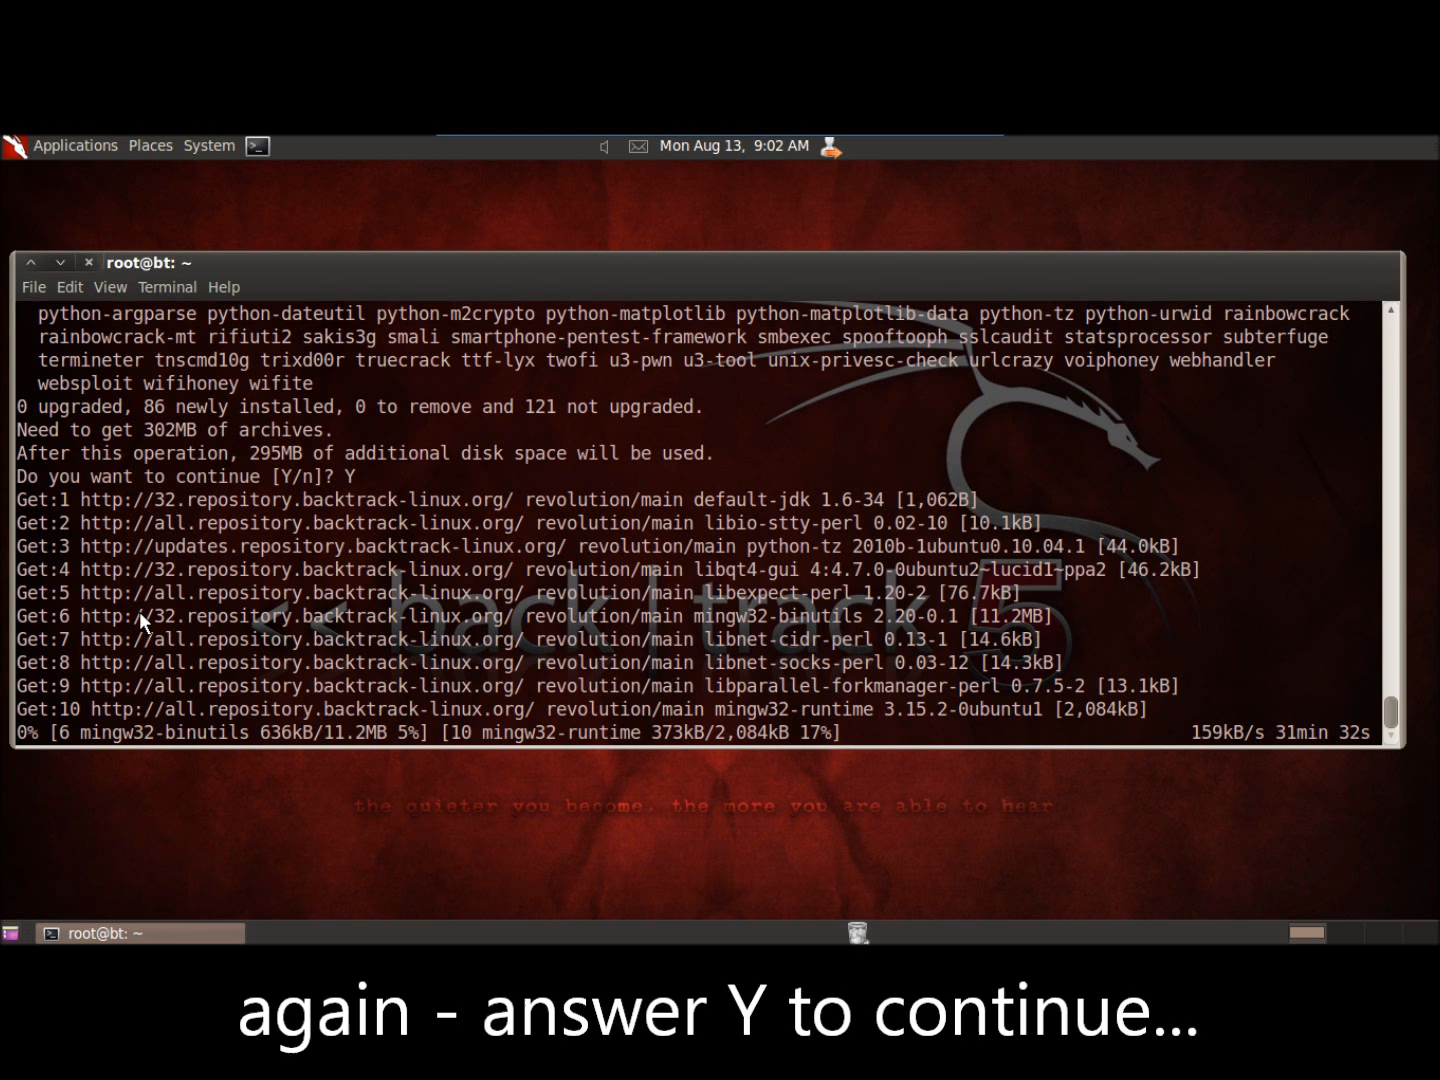 Applications Places System Mon Aug 13, 9:02 AM
root@bt: ~
File Edit View Terminal Help
python-argparse python-dateutil python-m2crypto python-matplotlib python-matplotlib-data python-tz python-urwid rainbowcrack
rainbowcrack-mt rifiuti2 sakis3g smali smartphone-pentest-framework smbexec spooftooph sslcaudit statsprocessor subterfuge
termineter tnscmd10g trixd00r truecrack ttf-lyx twofi u3-pwn u3-tool unix-privesc-check urlcrazy voiphoney webhandler
websploit wifihoney wifite
0 upgraded, 86 newly installed, 0 to remove and 121 not upgraded.
Need to get 302MB of archives.
After this operation, 295MB of additional disk space will be used.
Do you want to continue [Y/n]? Y
Get:1 http://32.repository.backtrack-linux.org/ revolution/main default-jdk 1.6-34 [1,062B]
Get:2 http://all.repository.backtrack-linux.org/ revolution/main libio-stty-perl 0.02-10 [10.1kB]
Get:3 http://updates.repository.backtrack-linux.org/ revolution/main python-tz 2010b-1ubuntu0.10.04.1 [44.0kB]
Get:4 http://32.repository.backtrack-linux.org/ revolution/main libqt4-gui 4:4.7.0-0ubuntu2~lucid1~ppa2 [46.2kB]
Get:5 http://all.repository.backtrack-linux.org/ revolution/main libexpect-perl 1.20-2 [76.7kB]
Get:6 http://32.repository.backtrack-linux.org/ revolution/main mingw32-binutils 2.20-0.1 [11.2MB]
Get:7 http://all.repository.backtrack-linux.org/ revolution/main libnet-cidr-perl 0.13-1 [14.6kB]
Get:8 http://all.repository.backtrack-linux.org/ revolution/main libnet-socks-perl 0.03-12 [14.3kB]
Get:9 http://all.repository.backtrack-linux.org/ revolution/main libparallel-forkmanager-perl 0.7.5-2 [13.1kB]
Get:10 http://all.repository.backtrack-linux.org/ revolution/main mingw32-runtime 3.15.2-0ubuntu1 [2,084kB]
0% [6 mingw32-binutils 636kB/11.2MB 5%] [10 mingw32-runtime 373kB/2,084kB 17%] 159kB/s 31min 32s
<< back | track 5
the quieter you become, the more you are able to hear
root@bt: ~
again - answer Y to continue...